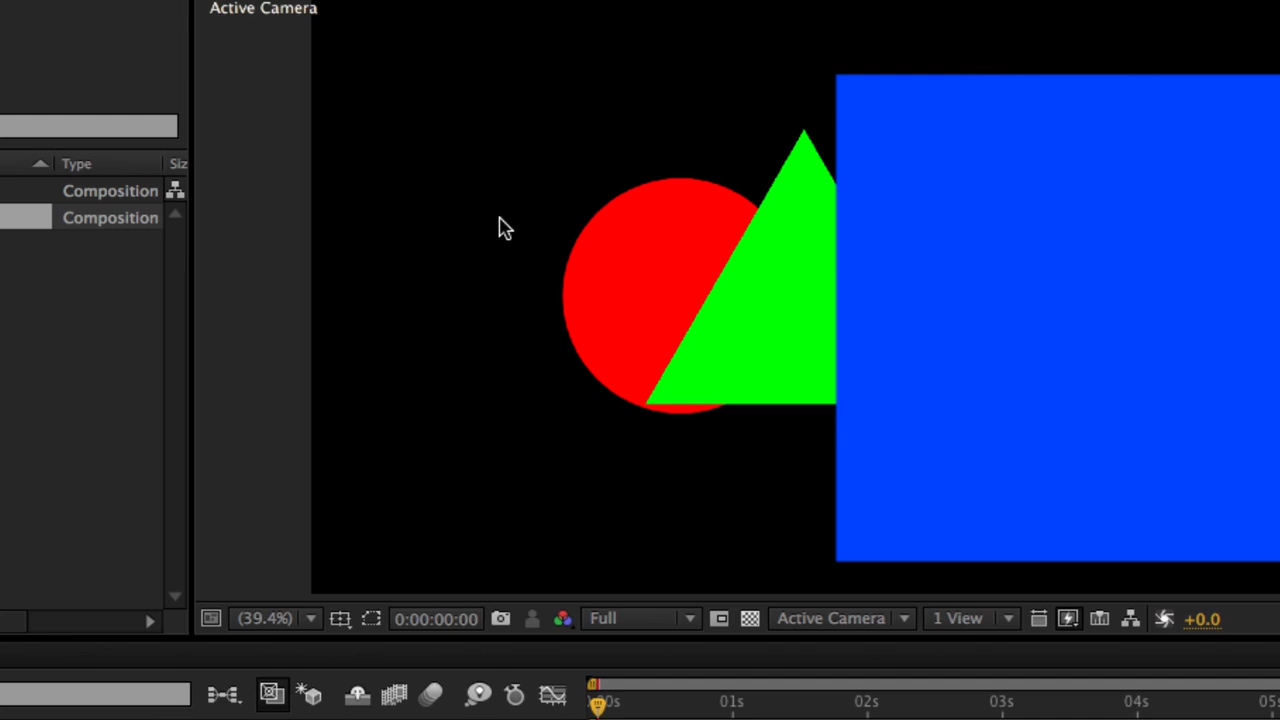 Active Camera
Type Siz
Composition
Composition
(39.4%) 0:00:00:00 Full Active Camera 1 View +0.0
01s 02s 03s 04s